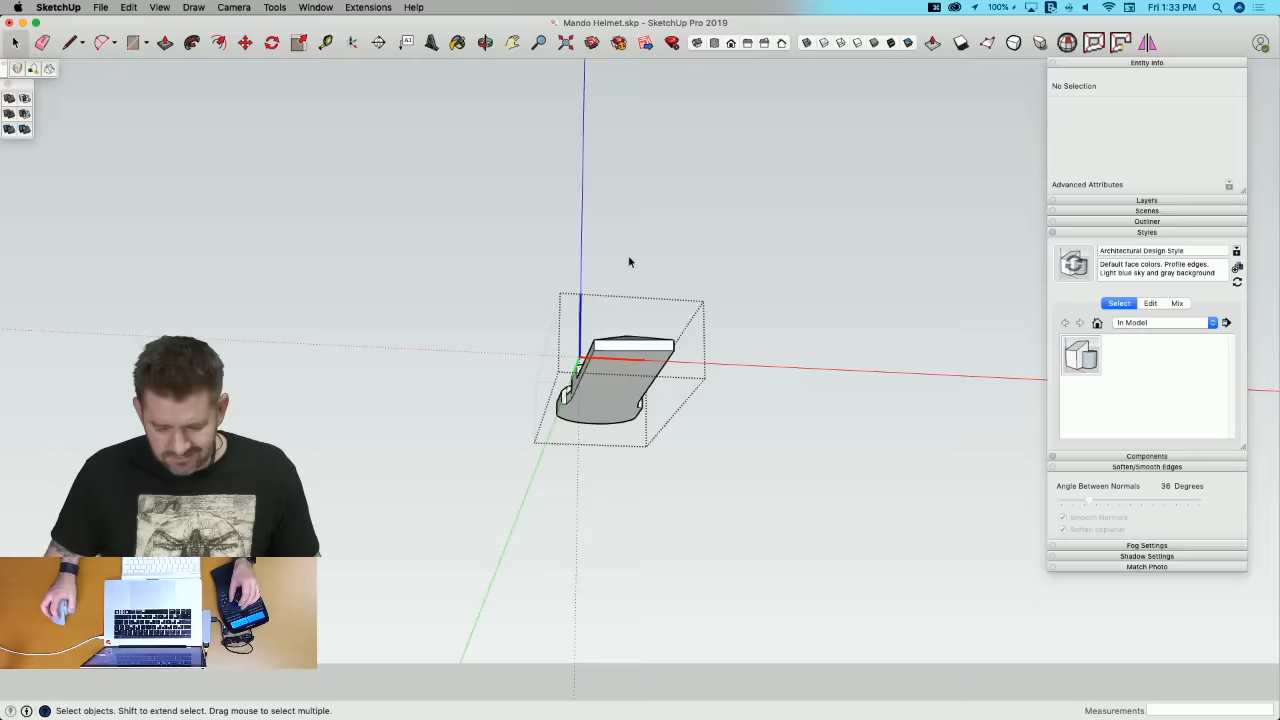 SketchUp File Edit View Draw Camera Tools Window Extensions Help
100% Fri 1:33 PM
Mando Helmet.skp - SketchUp Pro 2019
Entity Info
No Selection
Advanced Attributes
Layers
Scenes
Outliner
Styles
Architectural Design Style
Default face colors. Profile edges.
Light blue sky and gray background
Select Edit Mix
In Model
Components
Soften/Smooth Edges
Angle Between Normals 36 Degrees
Smooth Normals
Soften coplanar
Fog Settings
Shadow Settings
Match Photo
Select objects. Shift to extend select. Drag mouse to select multiple.
Measurements